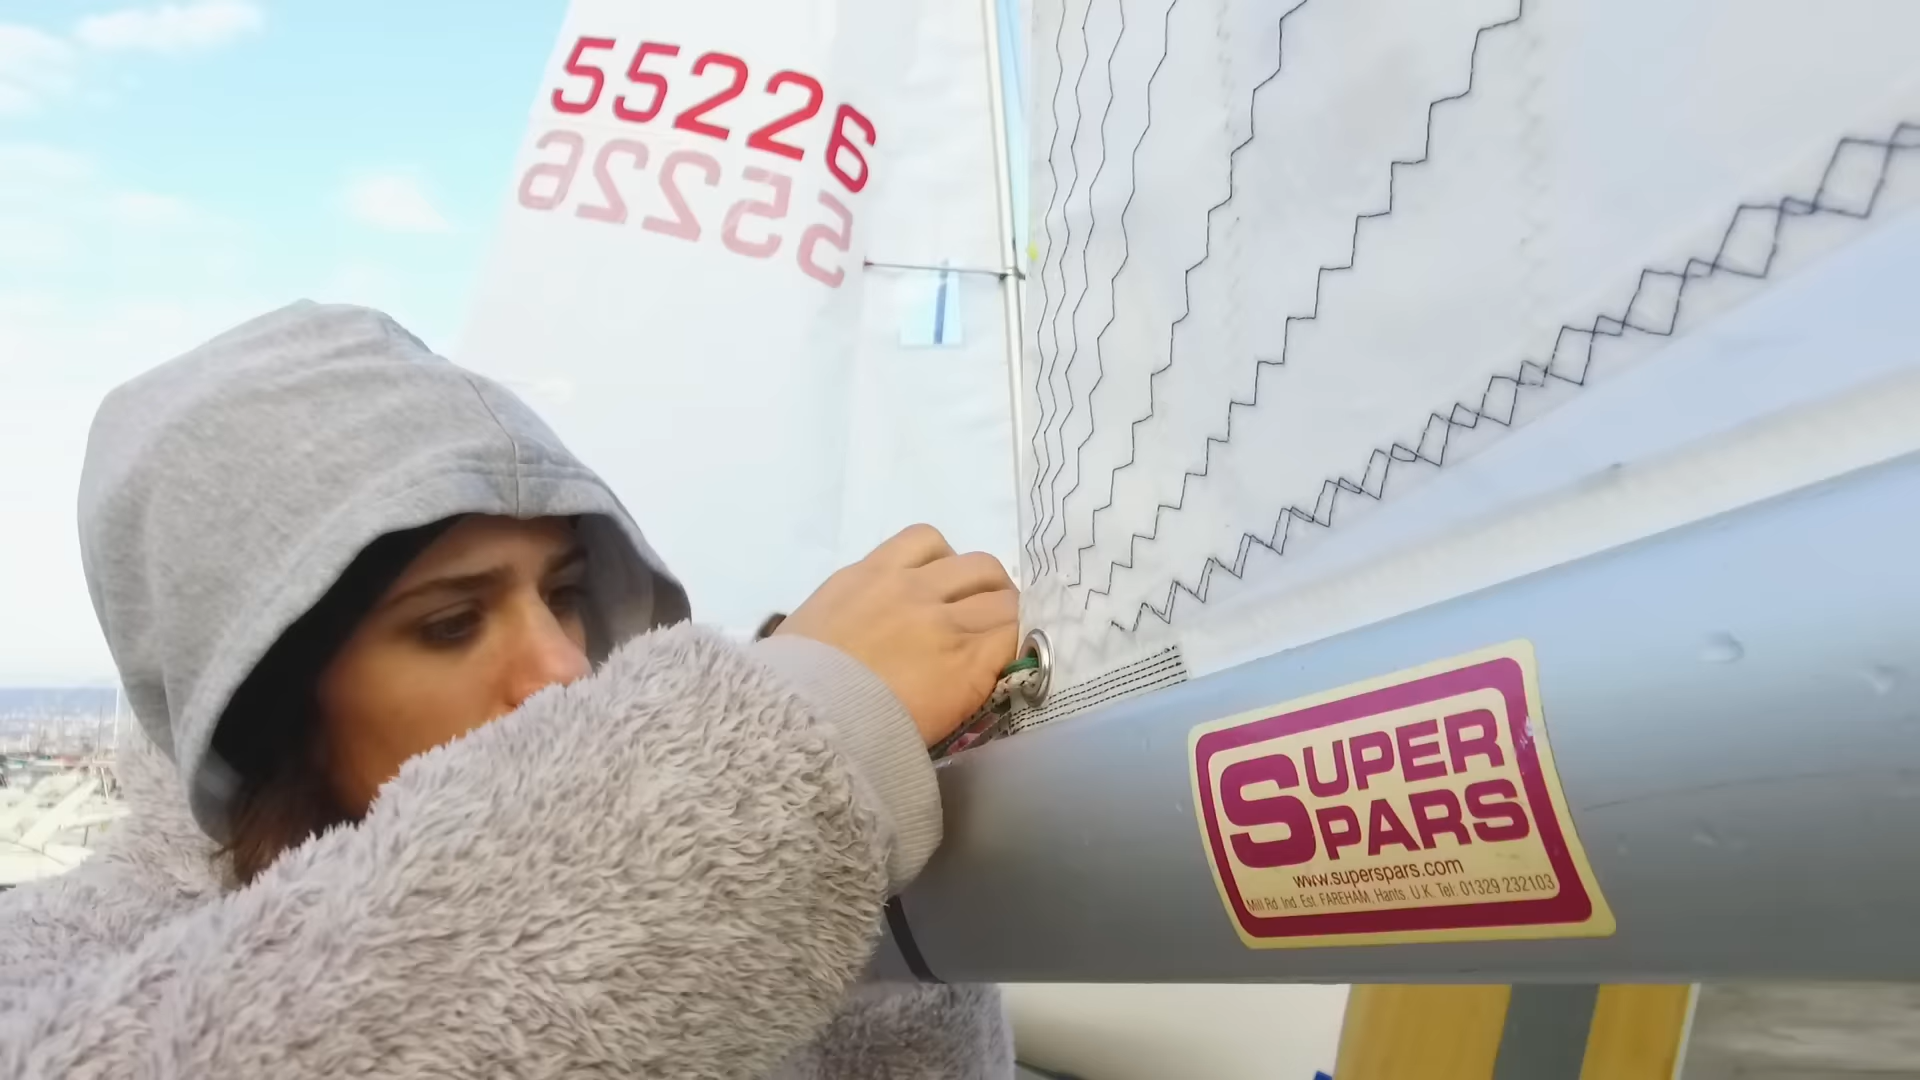 55226
55226
SUPER
SPARS
www.superspars.com
Mill Rd. Ind. Est. FAREHAM, Hants. U.K. Tel: 01329 232103